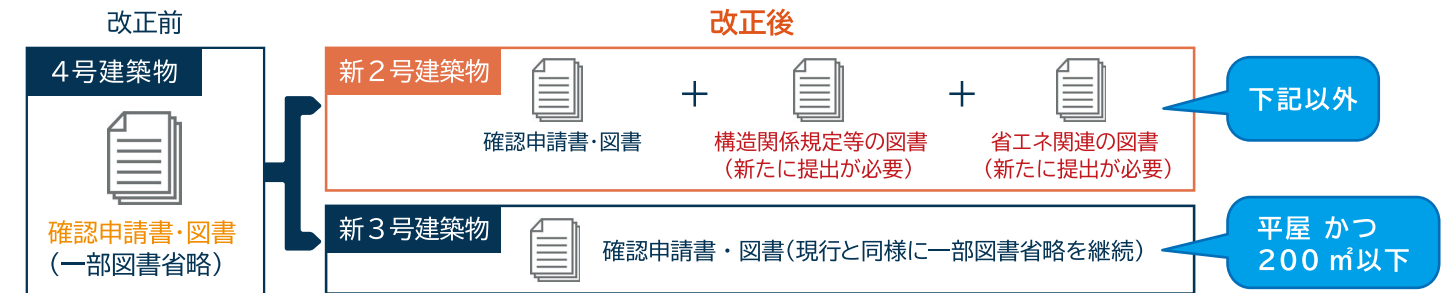 改正前
4号建築物
確認申請書・図書
（一部図書省略）
改正後
新2号建築物
確認申請書・図書
+
構造関係規定等の図書
（新たに提出が必要）
+
省エネ関連の図書
（新たに提出が必要）
下記以外
新3号建築物
確認申請書・図書（現行と同様に一部図書省略を継続）
平屋 かつ
200 ㎡以下